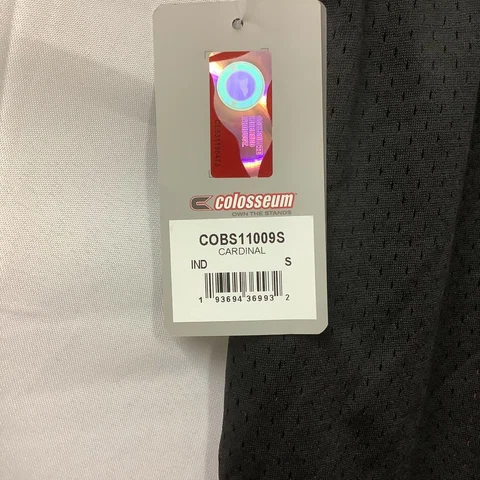 colosseum
OWN THE STANDS
COBS11009S
CARDINAL
IND S
1 93694 36993 2